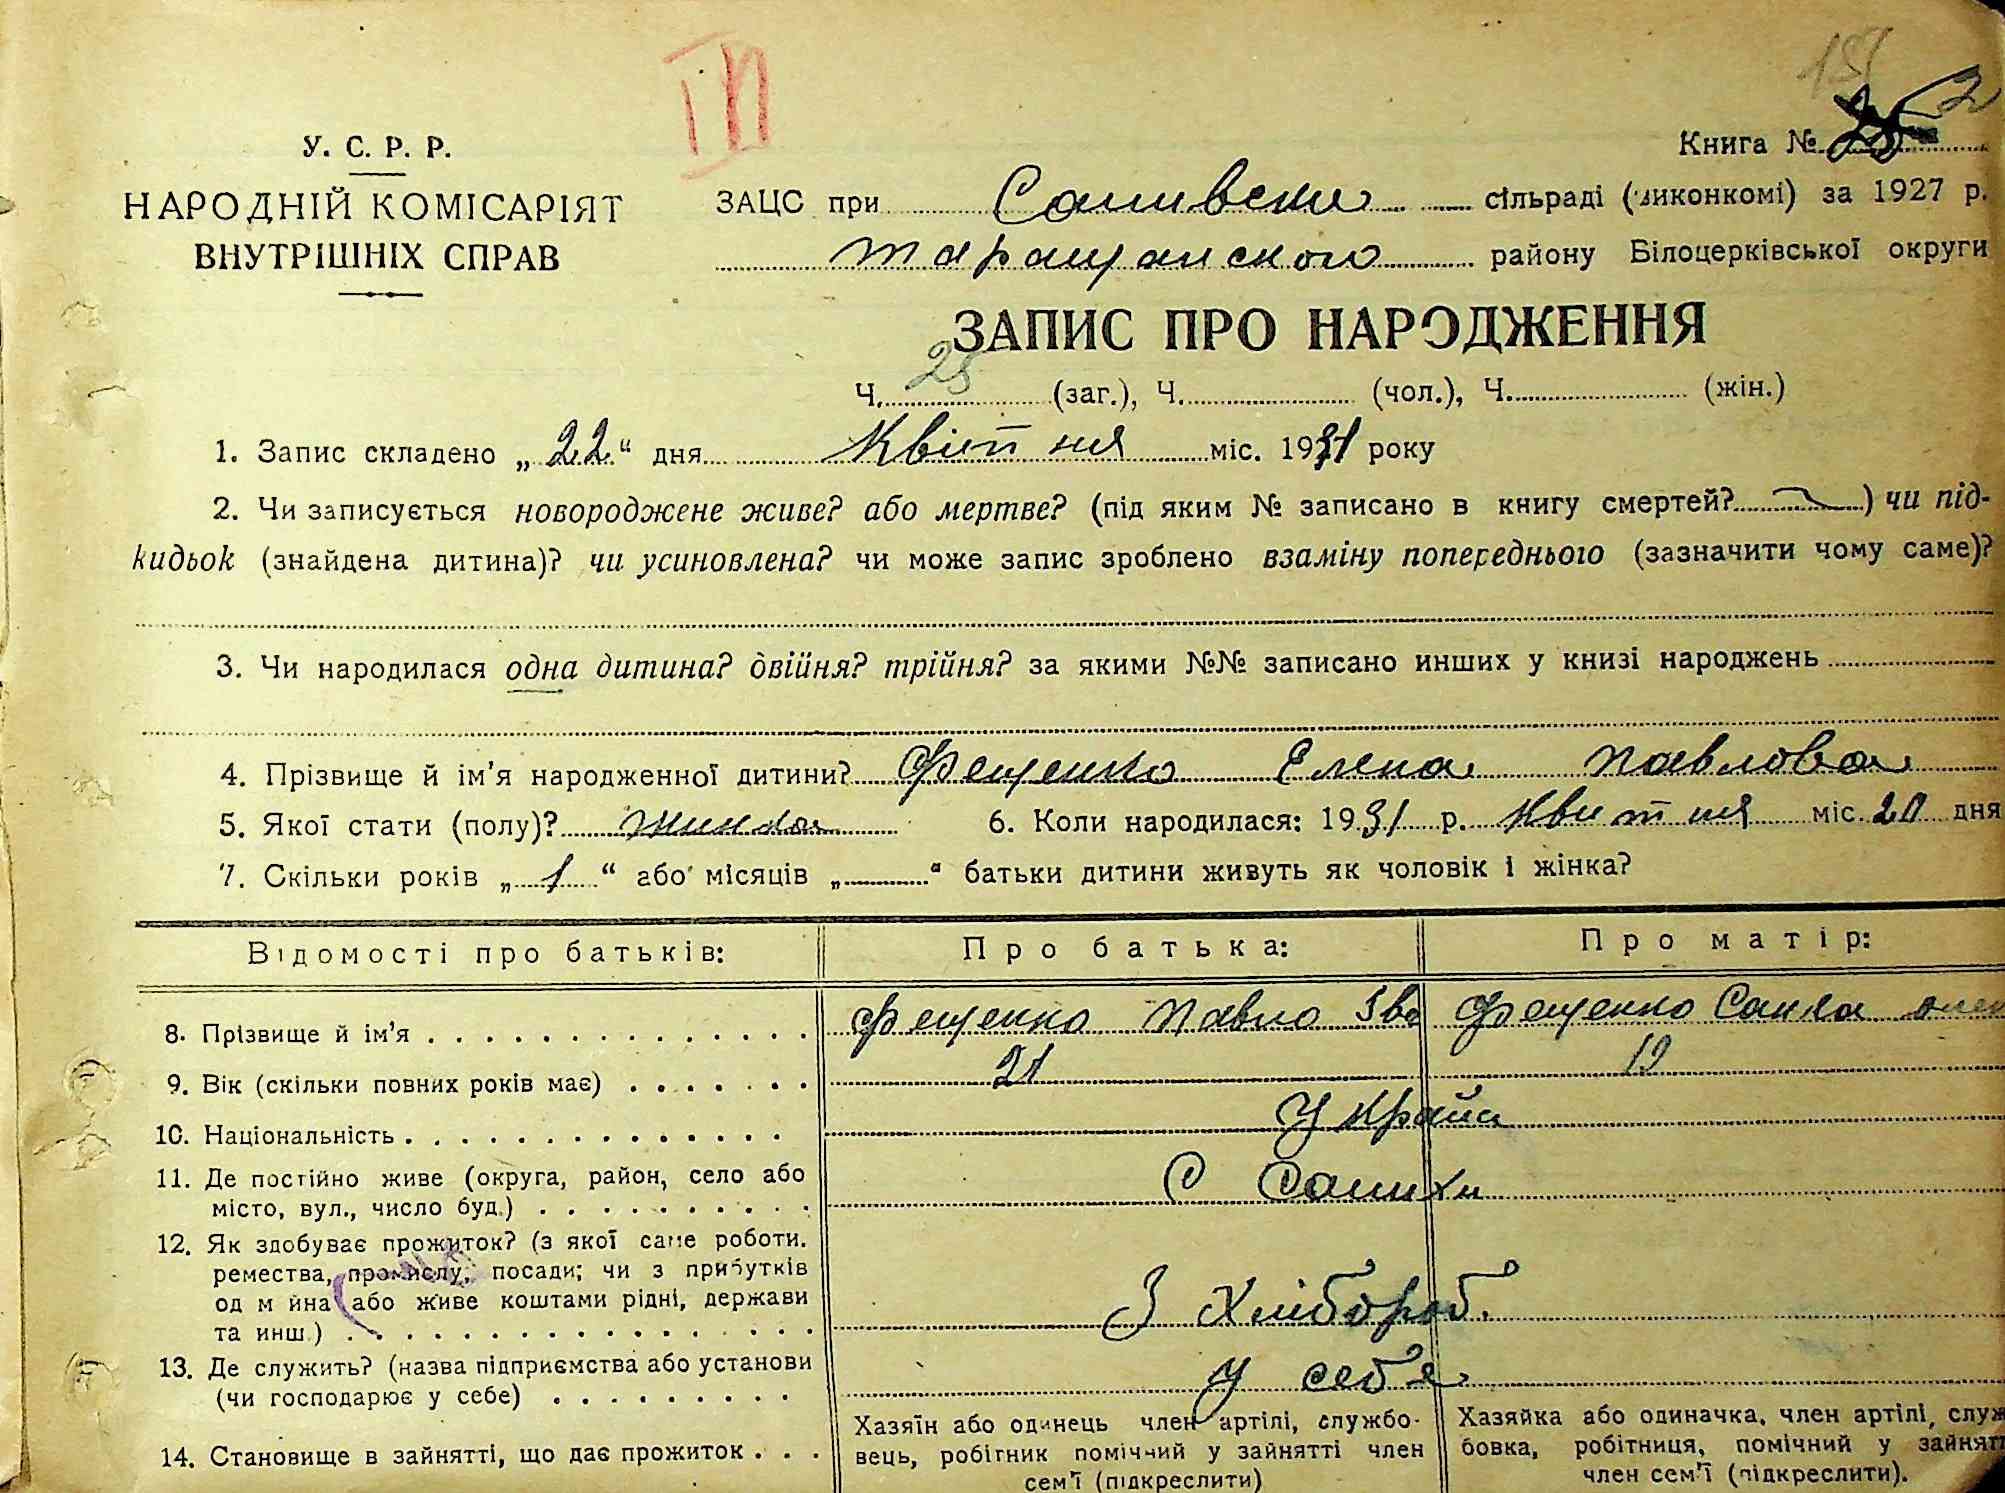 У. С. Р. Р.
НАРОДНІЙ КОМІСАРІЯТ
ВНУТРІШНІХ СПРАВ
Книга №
ЗАЦС при сільраді (виконкомі) за 1927 р.
таращанского району Білоцерківської округи
ЗАПИС ПРО НАРОДЖЕННЯ
Ч. 25 (заг.), Ч. (чол.), Ч. (жін.)
1. Запис складено „22“ дня Квітня міс. 1931 року
2. Чи записується новороджене живе? або мертве? (під яким № записано в книгу смертей? ) чи під-
кидьок (знайдена дитина)? чи усиновлена? чи може запис зроблено взаміну попереднього (зазначити чому саме)?
3. Чи народилася одна дитина? двійня? трійня? за якими №№ записано инших у книзі народжень
4. Прізвище й ім'я народженної дитини? Фещенко Елена Павлова
5. Якої стати (полу)? 6. Коли народилася: 1931 р. Квитня міс. 20 дня
7. Скільки років „1“ або місяців „ “ батьки дитини живуть як чоловік і жінка?
Відомості про батьків: Про батька: Про матір:
8. Прізвище й ім'я Фещенко Павло Ів Фещенко
9. Вік (скільки повних років має) 21 19
10. Національність Україн
11. Де постійно живе (округа, район, село або
місто, вул., число буд.) С
12. Як здобуває прожиток? (з якої саме роботи,
ремества, промислу, посади; чи з прибутків
од майна або живе коштами рідні, держави
та инш.) З Хлібороб.
13. Де служить? (назва підприємства або установи
(чи господарює у себе) у себе
14. Становище в зайнятті, що дає прожиток
Хазяїн або одинець член артілі, службо-
вець, робігник помічний у зайнятті член
сем'ї (підкреслити)
Хазяйка або одиначка, член артілі, служ
бовка, робітниця, помічний у зайнятт
член сем'ї (підкреслити).